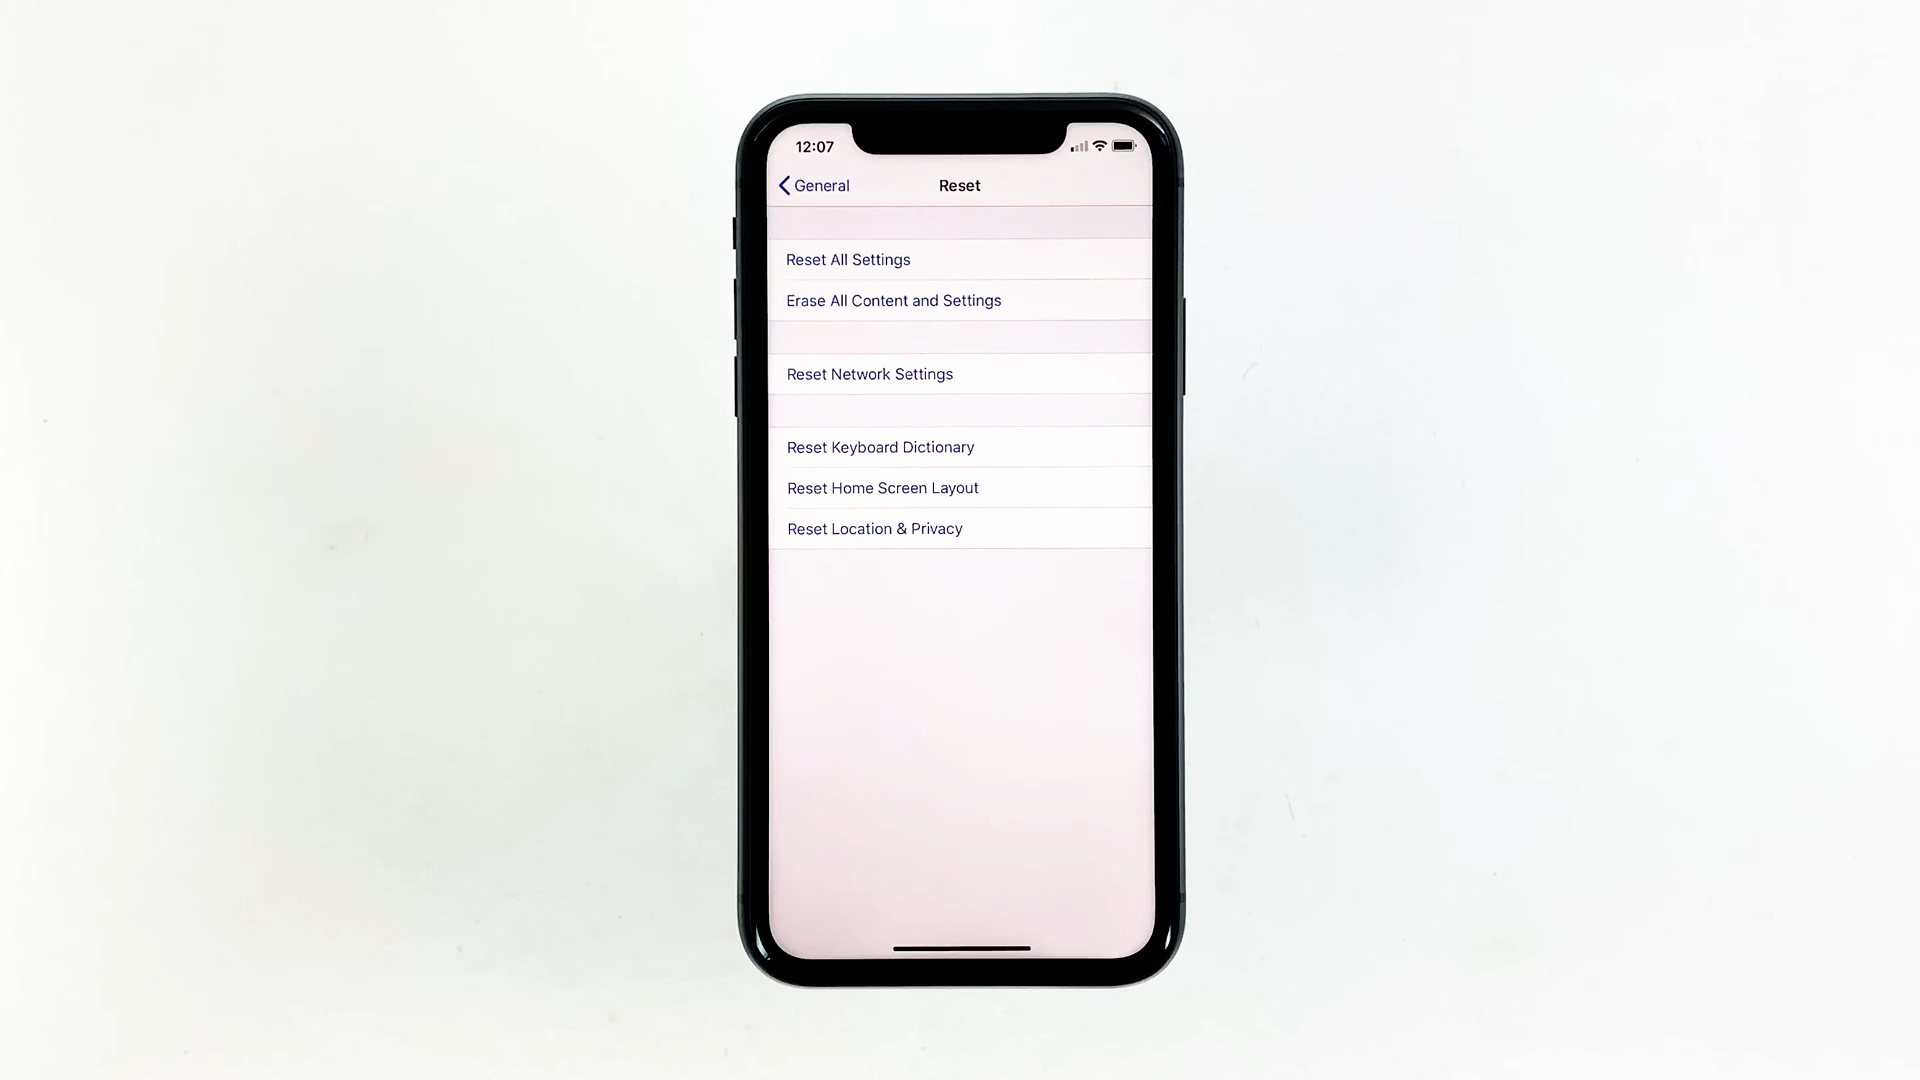 12:07
General
Reset
Reset All Settings
Erase All Content and Settings
Reset Network Settings
Reset Keyboard Dictionary
Reset Home Screen Layout
Reset Location & Privacy